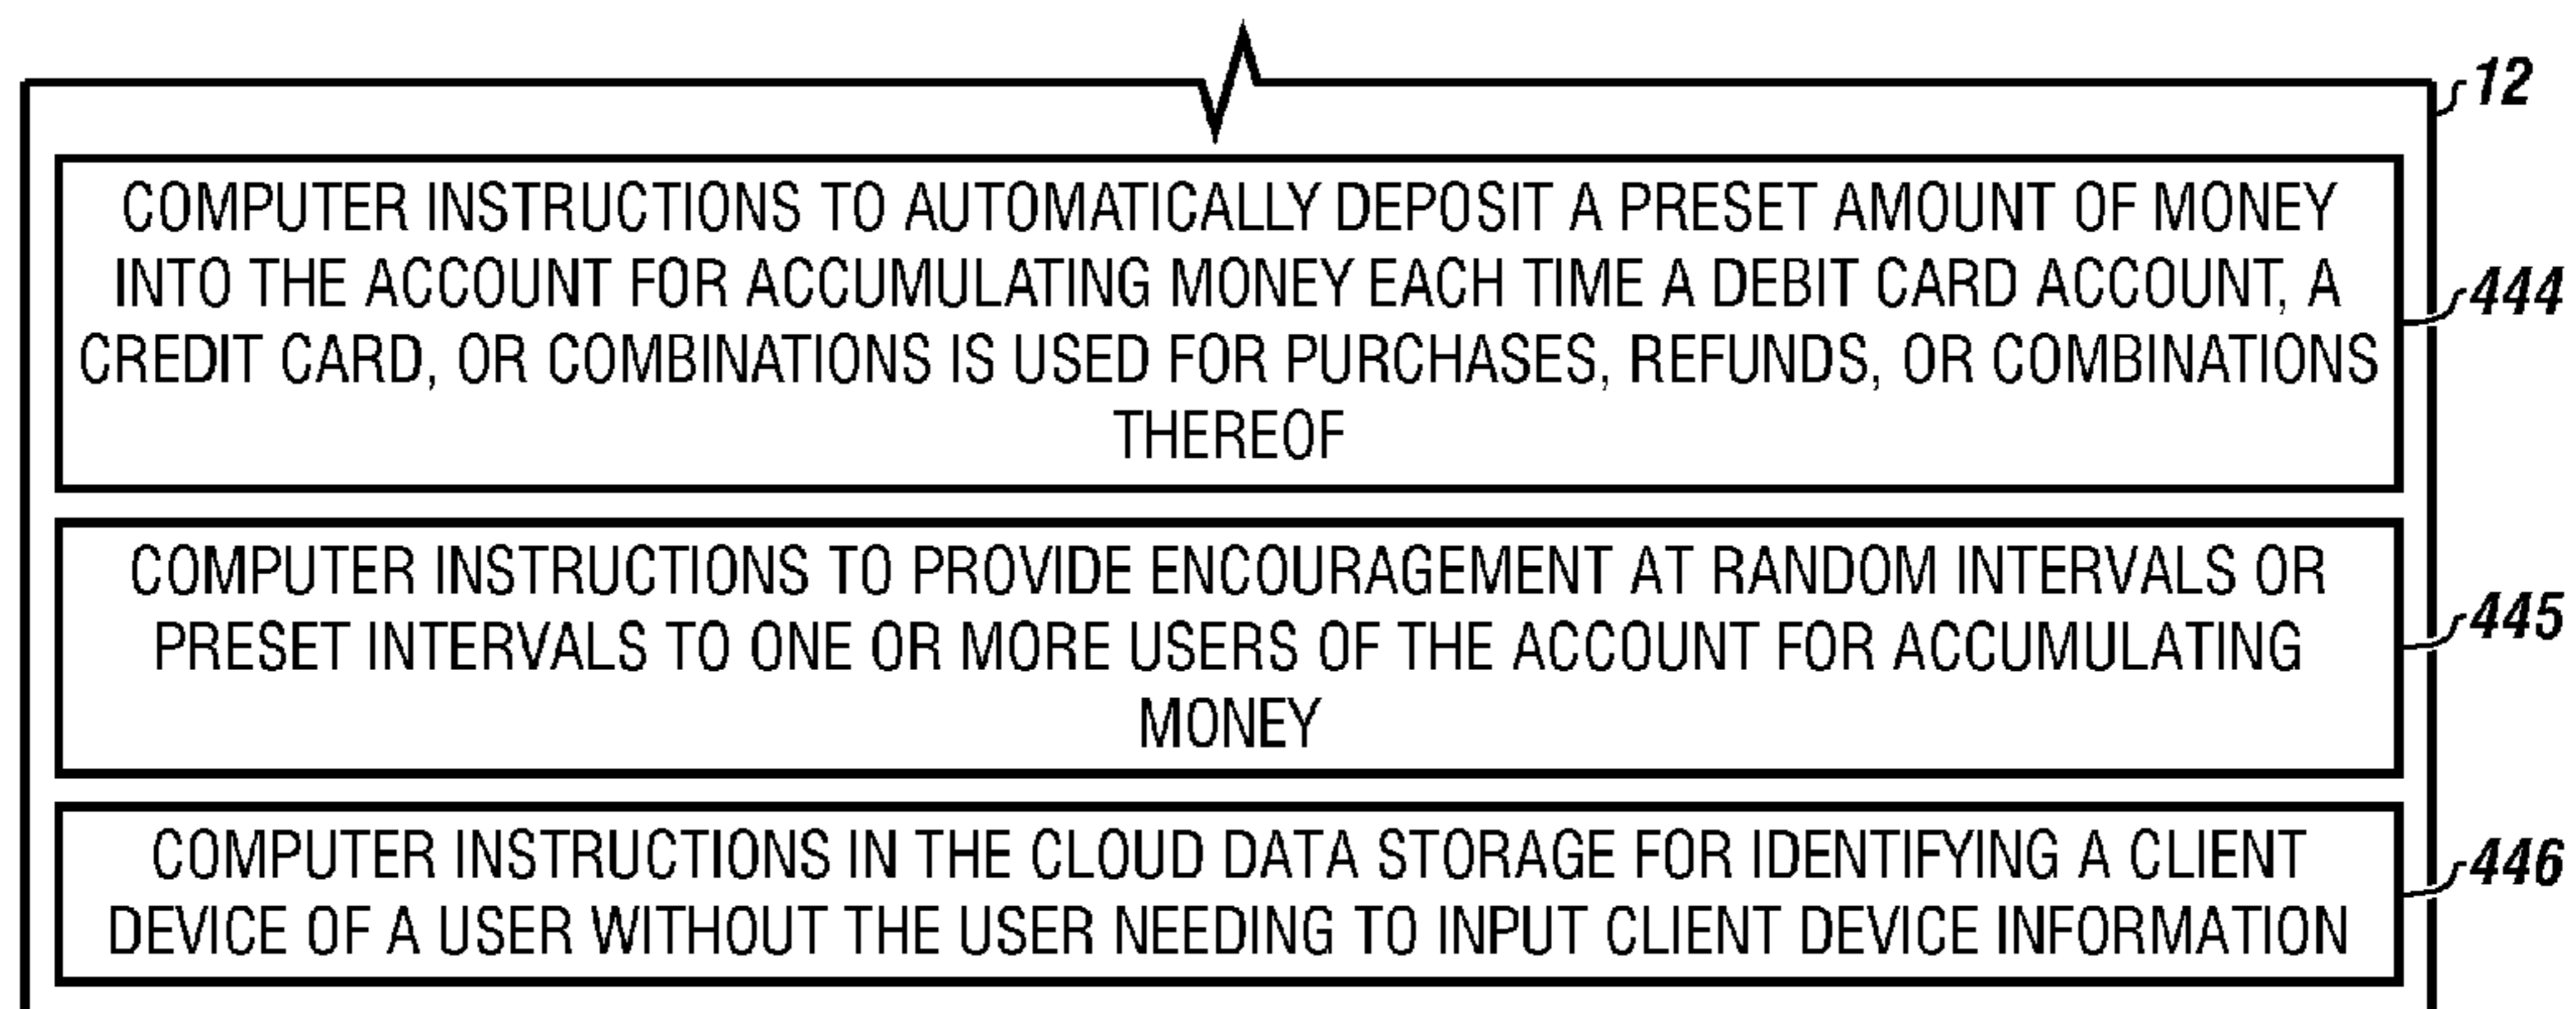 12
COMPUTER INSTRUCTIONS TO AUTOMATICALLY DEPOSIT A PRESET AMOUNT OF MONEY
INTO THE ACCOUNT FOR ACCUMULATING MONEY EACH TIME A DEBIT CARD ACCOUNT, A
CREDIT CARD, OR COMBINATIONS IS USED FOR PURCHASES, REFUNDS, OR COMBINATIONS
THEREOF
444
COMPUTER INSTRUCTIONS TO PROVIDE ENCOURAGEMENT AT RANDOM INTERVALS OR
PRESET INTERVALS TO ONE OR MORE USERS OF THE ACCOUNT FOR ACCUMULATING
MONEY
445
COMPUTER INSTRUCTIONS IN THE CLOUD DATA STORAGE FOR IDENTIFYING A CLIENT
DEVICE OF A USER WITHOUT THE USER NEEDING TO INPUT CLIENT DEVICE INFORMATION
446